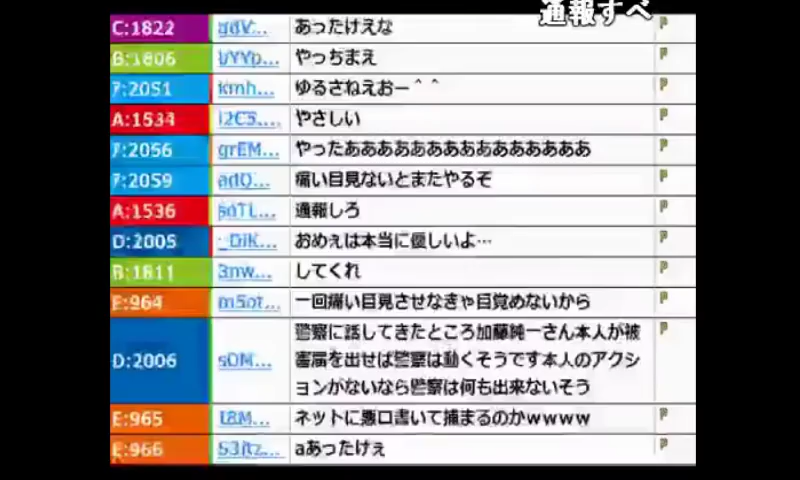 通報すべ
C:1822 あったけえな
B:1806 やっちまえ
7:2051 kmh... ゆるさねえおー＾＾
A:1534 やさしい
7:2056 grEM... やったあああああああああああああああ
7:2059 adQ... 痛い目見ないとまたやるぞ
A:1536 通報しろ
D:2005 おめぇは本当に優しいよ…
B:1811 3nw... してくれ
E:964 m5ot... 一回痛い目見させなきゃ目覚めないから
警察に話してきたところ加藤純一さん本人が被
D:2006 sOM... 害届を出せば警察は動くそうです本人のアクシ
ョンがないなら警察は何も出来ないそう
E:965 ネットに悪口書いて捕まるのかwwww
E:966 aあったけぇ